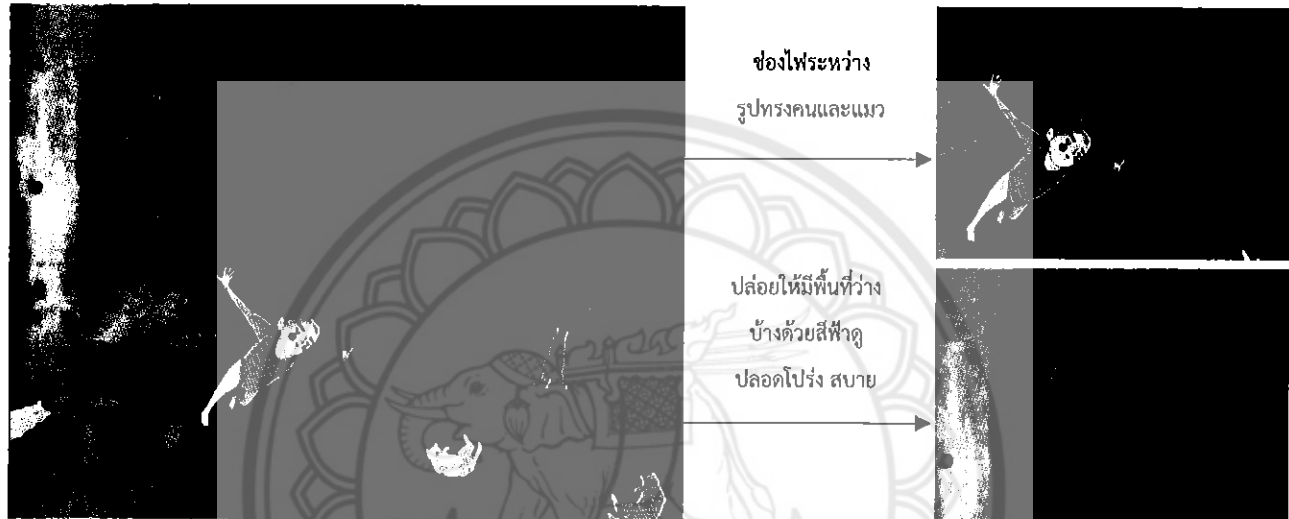 ช่องไฟระหว่าง
รูปทรงคนและแมว
ปล่อยให้มีพื้นที่ว่าง
บ้างด้วยสีฟ้าดู
ปลอดโปร่ง สบาย